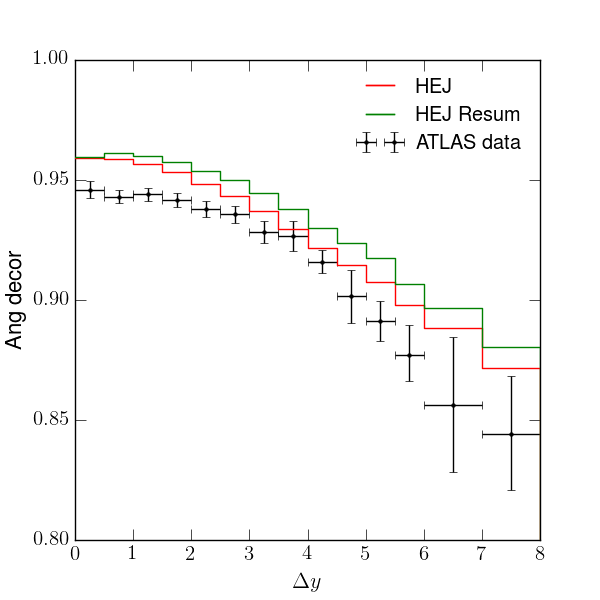 1.00
HEJ
HEJ Resum
ATLAS data
0.95
Ang decor
0.90
0.85
0.80
0 1 2 3 4 5 6 7 8
Δy